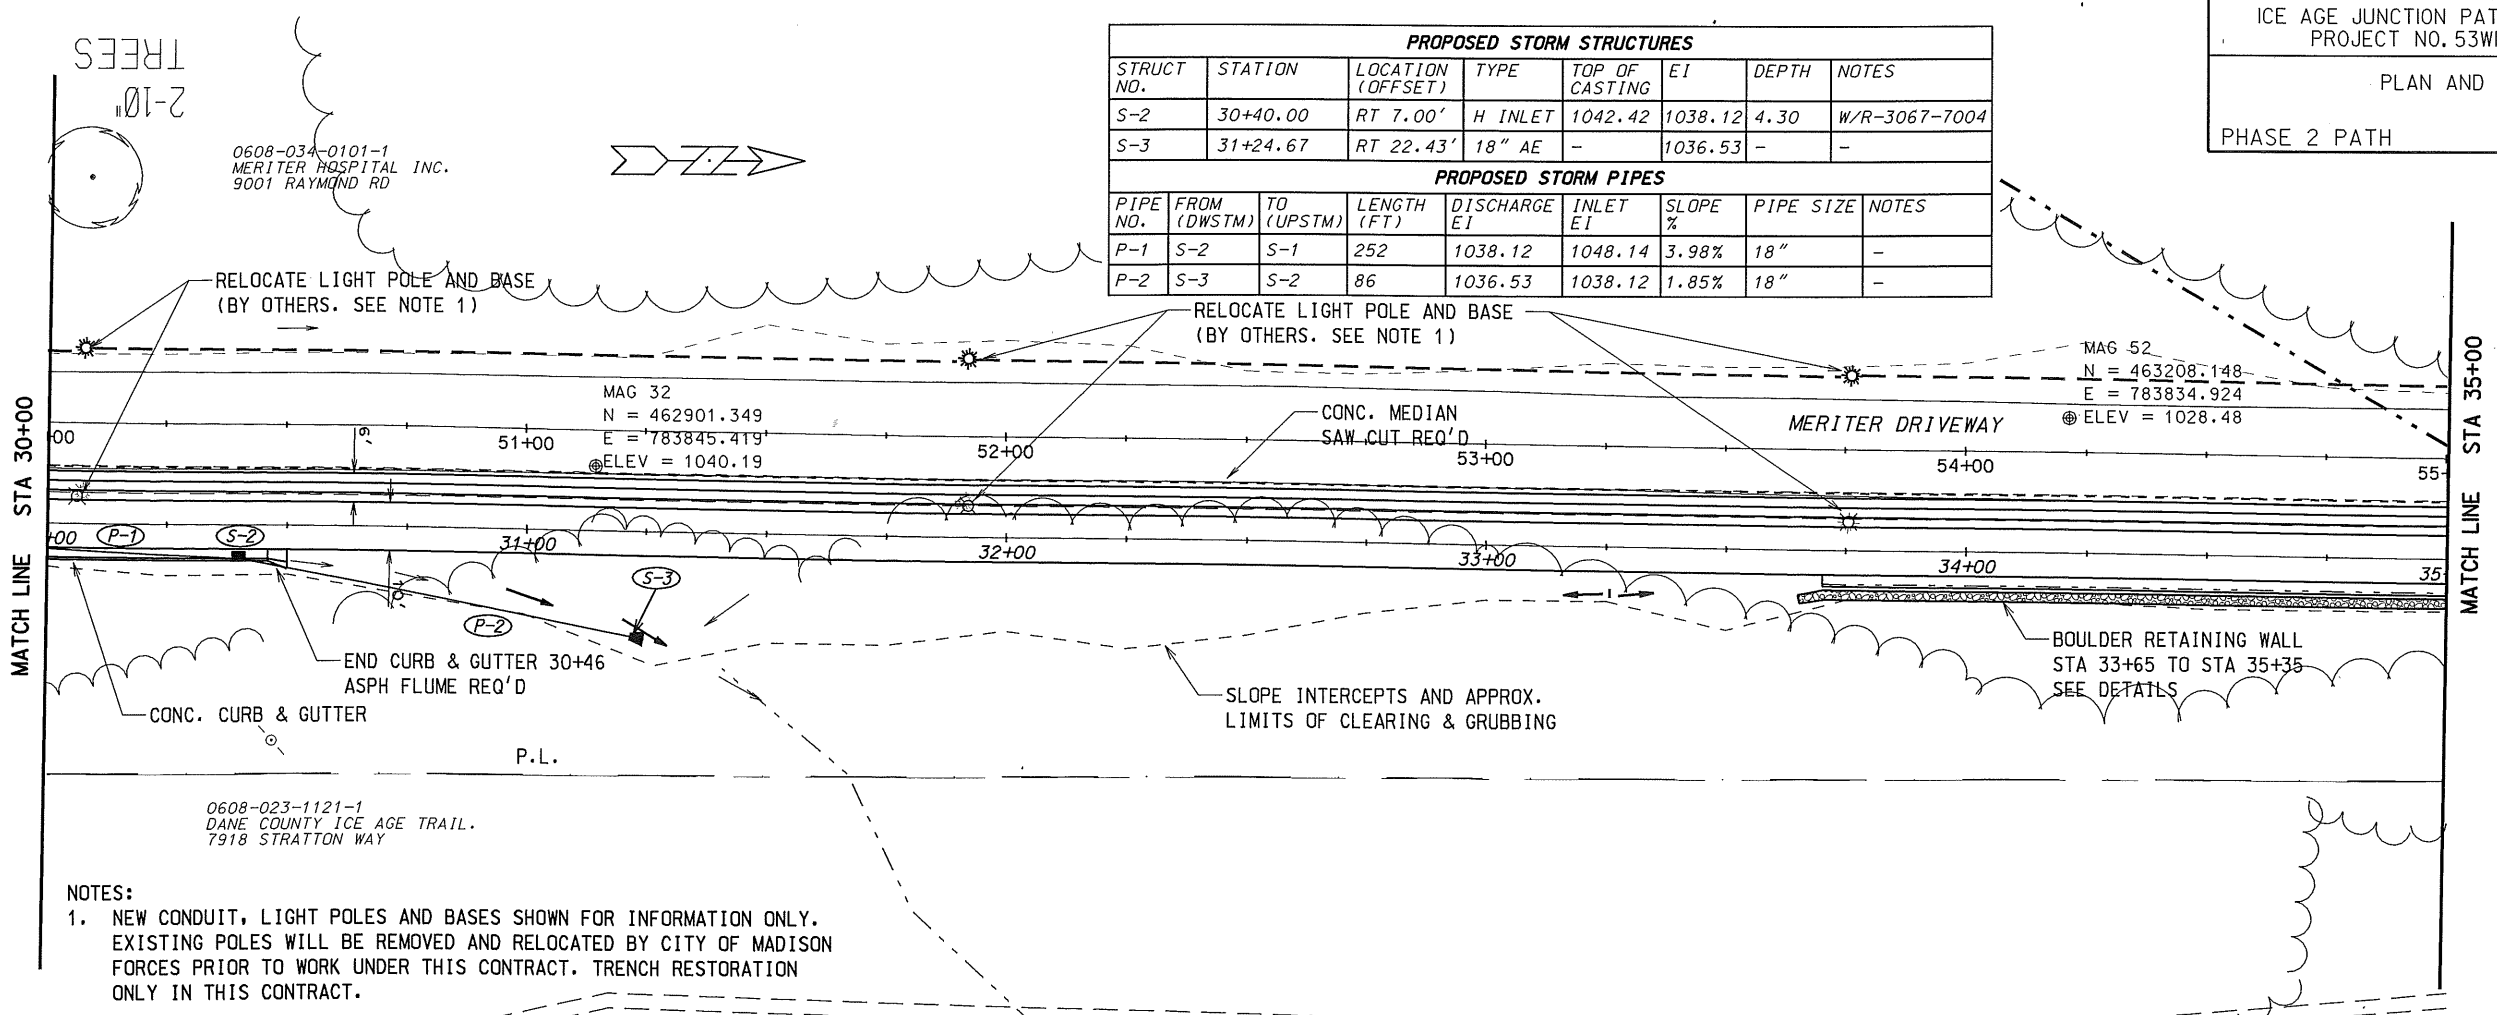 TREES
2-10"
0608-034-0101-1
MERITER HOSPITAL INC.
9001 RAYMOND RD
PROPOSED STORM STRUCTURES
STRUCT NO. STATION LOCATION (OFFSET) TYPE TOP OF CASTING EI DEPTH NOTES
S-2 30+40.00 RT 7.00' H INLET 1042.42 1038.12 4.30 W/R-3067-7004
S-3 31+24.67 RT 22.43' 18" AE - 1036.53 - -
PROPOSED STORM PIPES
PIPE NO. FROM (DWSTM) TO (UPSTM) LENGTH (FT) DISCHARGE EI INLET EI SLOPE % PIPE SIZE NOTES
P-1 S-2 S-1 252 1038.12 1048.14 3.98% 18" -
P-2 S-3 S-2 86 1036.53 1038.12 1.85% 18" -
ICE AGE JUNCTION PAT
PROJECT NO. 53W
PLAN AND
PHASE 2 PATH
RELOCATE LIGHT POLE AND BASE
(BY OTHERS. SEE NOTE 1)
RELOCATE LIGHT POLE AND BASE
(BY OTHERS. SEE NOTE 1)
MAG 32
N = 462901.349
E = 783845.419
ELEV = 1040.19
CONC. MEDIAN
SAW CUT REQ'D
MERITER DRIVEWAY
MAG 52
N = 463208.148
E = 783834.924
ELEV = 1028.48
MATCH LINE STA 30+00
MATCH LINE STA 35+00
+00
51+00
52+00
53+00
54+00
55
6'
+00
31+00
32+00
33+00
34+00
35
P-1
S-2
S-3
P-2
END CURB & GUTTER 30+46
ASPH FLUME REQ'D
CONC. CURB & GUTTER
SLOPE INTERCEPTS AND APPROX.
LIMITS OF CLEARING & GRUBBING
BOULDER RETAINING WALL
STA 33+65 TO STA 35+35
SEE DETAILS
P.L.
0608-023-1121-1
DANE COUNTY ICE AGE TRAIL.
7918 STRATTON WAY
NOTES:
1. NEW CONDUIT, LIGHT POLES AND BASES SHOWN FOR INFORMATION ONLY.
EXISTING POLES WILL BE REMOVED AND RELOCATED BY CITY OF MADISON
FORCES PRIOR TO WORK UNDER THIS CONTRACT. TRENCH RESTORATION
ONLY IN THIS CONTRACT.